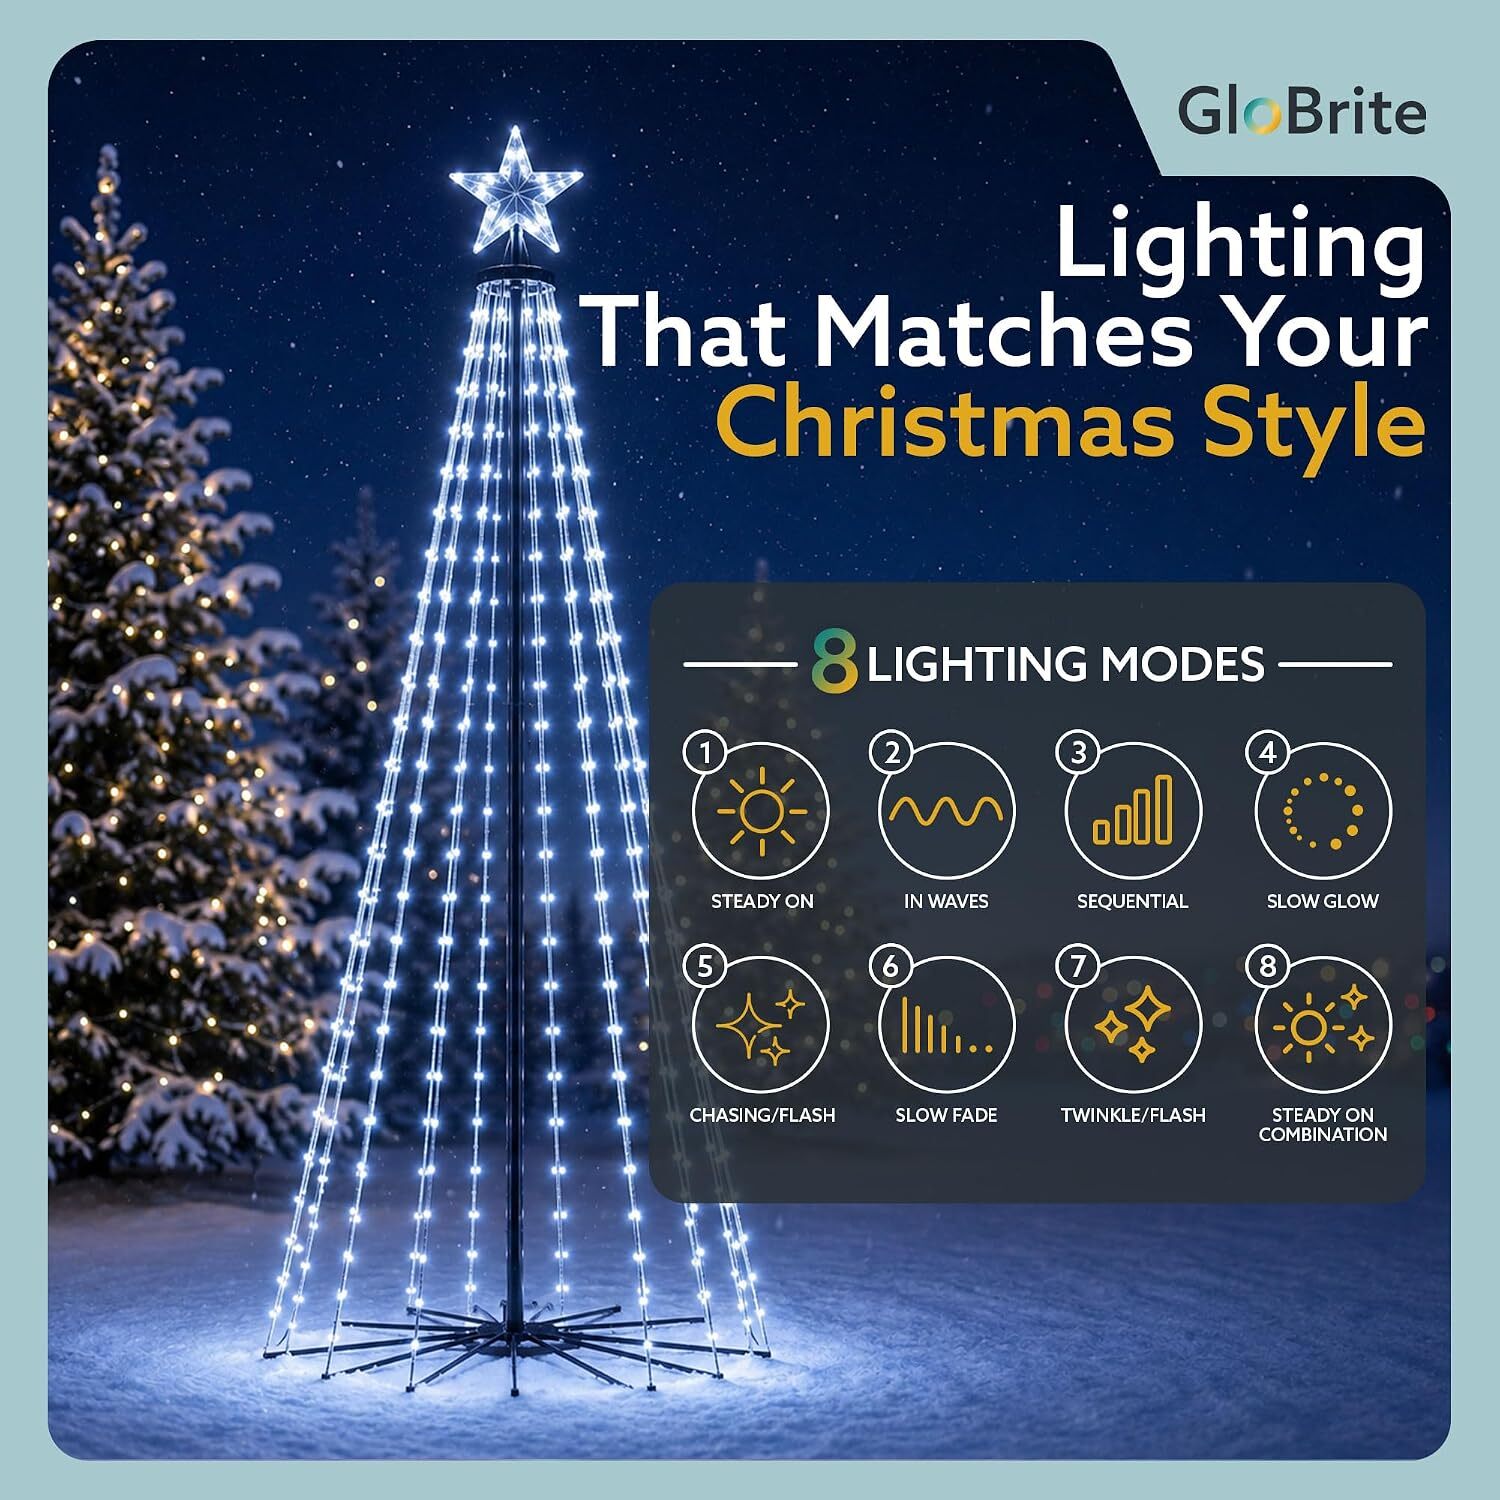 GloBrite
Lighting
That Matches Your
Christmas Style
8 LIGHTING MODES
1
2
3
4
STEADY ON
IN WAVES
SEQUENTIAL
SLOW GLOW
5
6
7
8
CHASING/FLASH
SLOW FADE
TWINKLE/FLASH
STEADY ON
COMBINATION